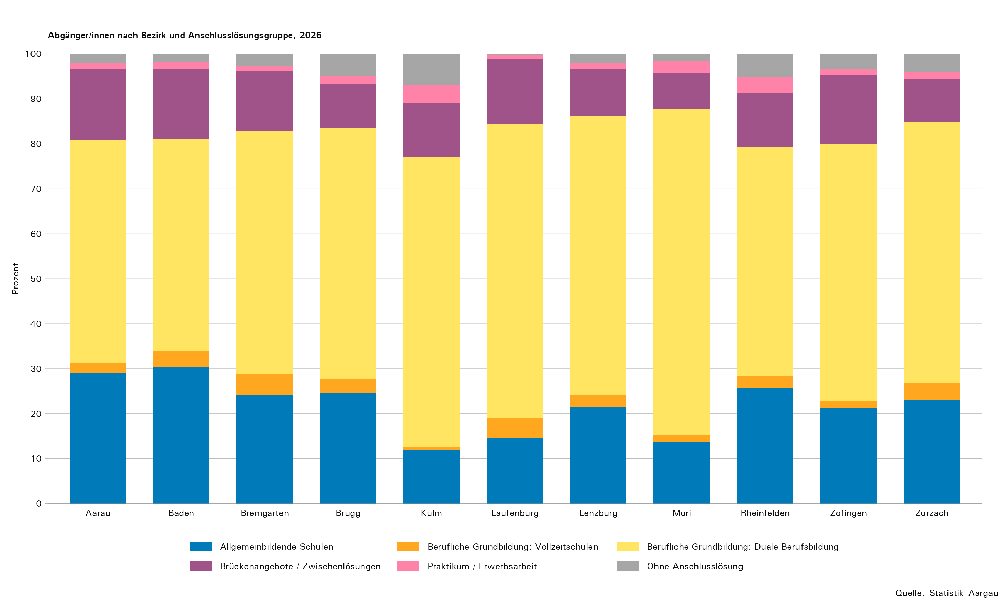 Abgänger/innen nach Bezirk und Anschlusslösungsgruppe, 2026
100
90
80
70
60
50
40
30
20
10
0
Prozent
Aarau Baden Bremgarten Brugg Kulm Laufenburg Lenzburg Muri Rheinfelden Zofingen Zurzach
Allgemeinbildende Schulen Berufliche Grundbildung: Vollzeitschulen Berufliche Grundbildung: Duale Berufsbildung
Brückenangebote / Zwischenlösungen Praktikum / Erwerbsarbeit Ohne Anschlusslösung
Quelle: Statistik Aargau